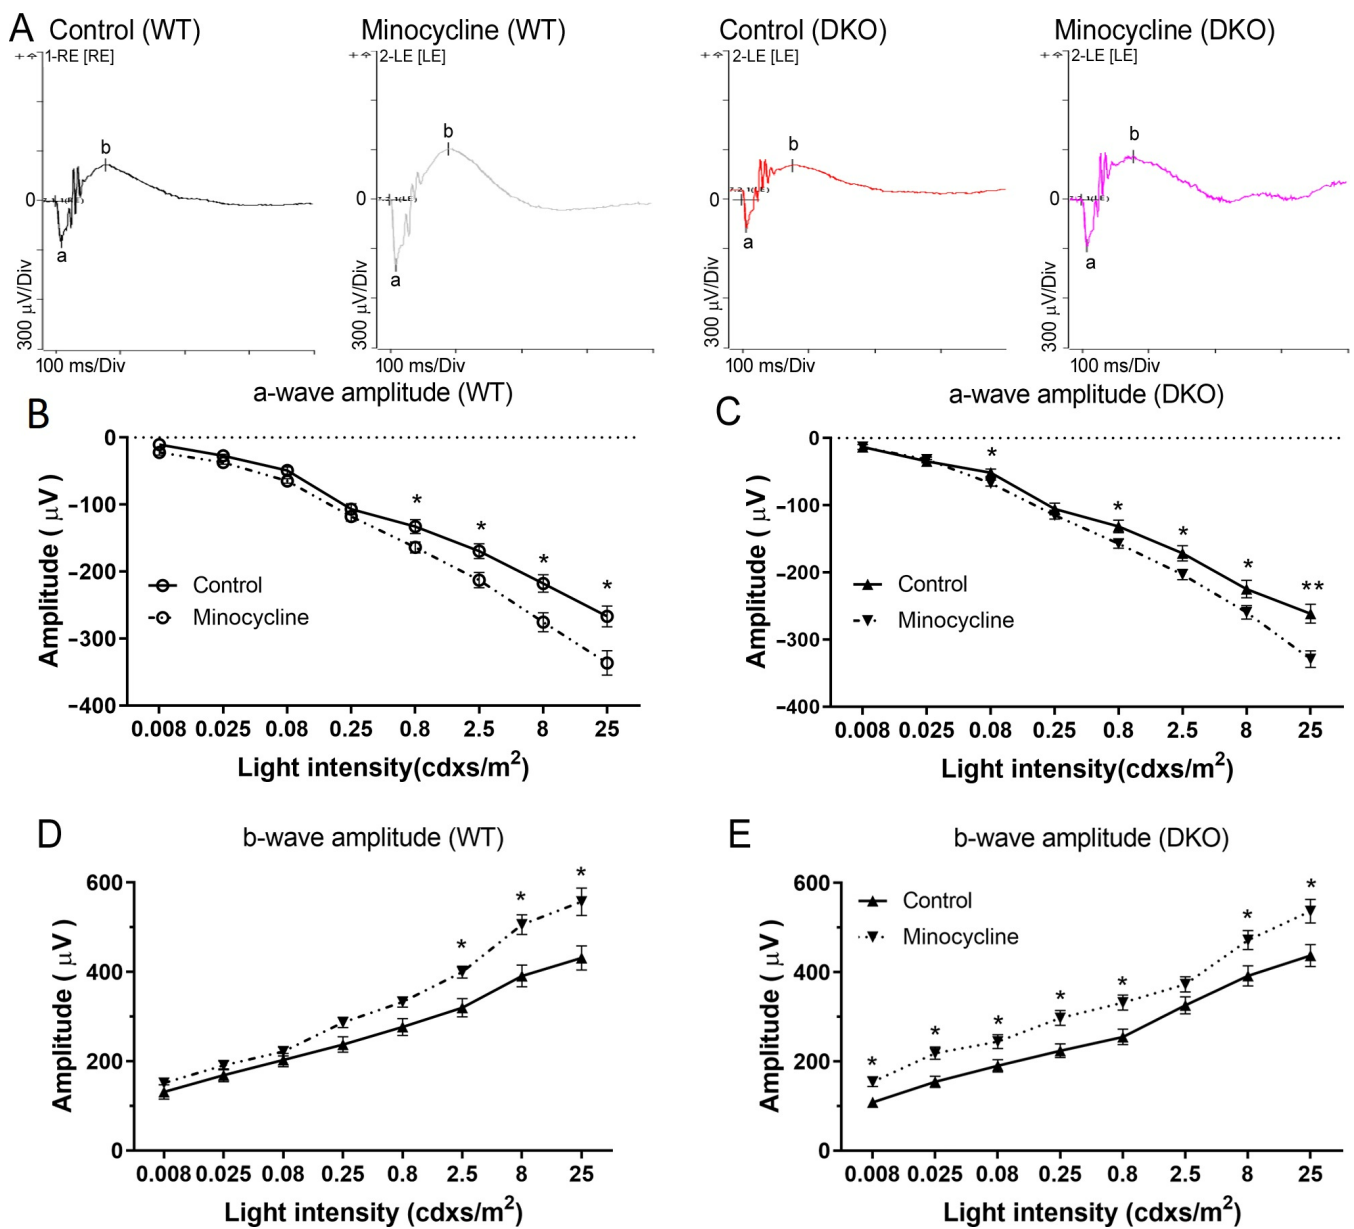 A
Control (WT)
Minocycline (WT)
Control (DKO)
Minocycline (DKO)
1-RE [RE]
2-LE [LE]
2-LE [LE]
2-LE [LE]
b
b
b
b
0
0
0
0
a
a
a
a
300 μV/Div
300 μV/Div
300 μV/Div
300 μV/Div
100 ms/Div
100 ms/Div
100 ms/Div
100 ms/Div
B
a-wave amplitude (WT)
0
−100
−200
−300
−400
Amplitude ( μV )
* * * *
Control
Minocycline
0.008 0.025 0.08 0.25 0.8 2.5 8 25
Light intensity(cdxs/m²)
C
a-wave amplitude (DKO)
0
−100
−200
−300
−400
Amplitude ( μV )
* * * * **
Control
Minocycline
0.008 0.025 0.08 0.25 0.8 2.5 8 25
Light intensity(cdxs/m²)
D
b-wave amplitude (WT)
600
400
200
0
Amplitude ( μV )
* * *
0.008 0.025 0.08 0.25 0.8 2.5 8 25
Light intensity (cdxs/m²)
E
b-wave amplitude (DKO)
600
400
200
0
Amplitude ( μV )
Control
Minocycline
* * * * * * *
0.008 0.025 0.08 0.25 0.8 2.5 8 25
Light intensity (cdxs/m²)